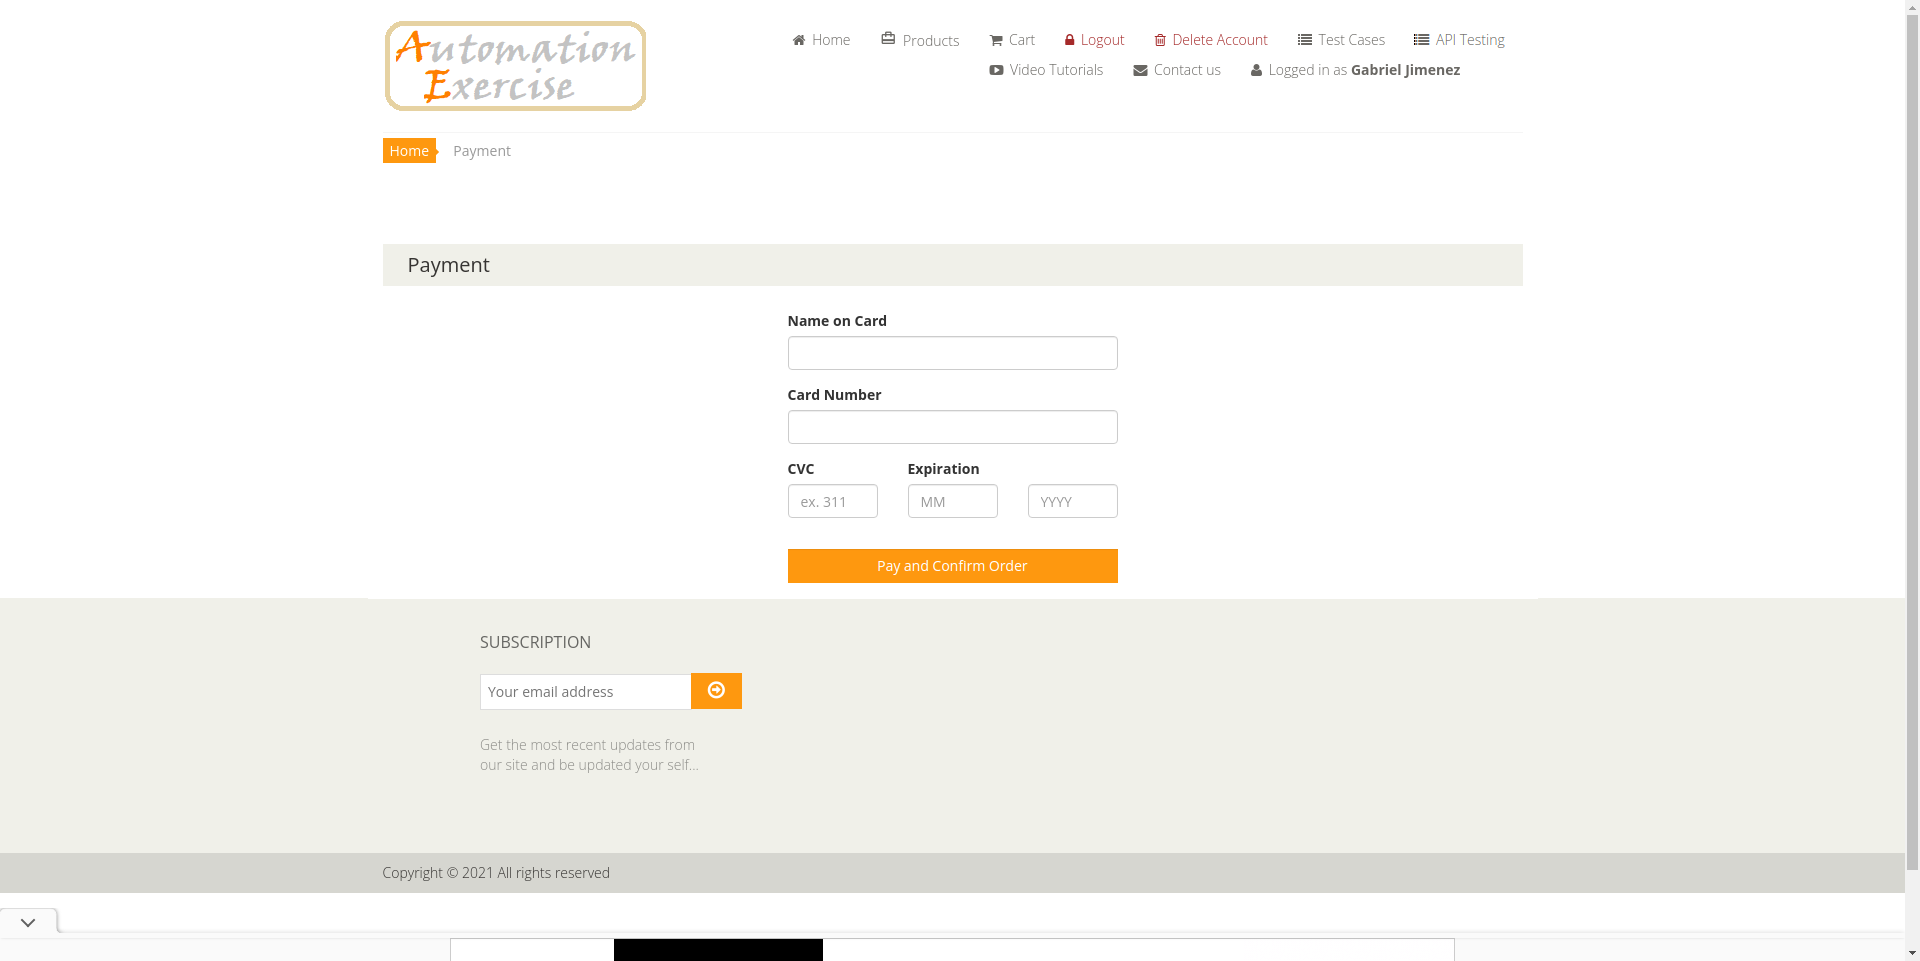 Automation
Exercise
Home
Products
Cart
Logout
Delete Account
Test Cases
API Testing
Video Tutorials
Contact us
Logged in as Gabriel Jimenez
Home
Payment
Payment
Name on Card
Card Number
CVC
Expiration
ex. 311
MM
YYYY
Pay and Confirm Order
SUBSCRIPTION
Your email address
Get the most recent updates from
our site and be updated your self...
Copyright © 2021 All rights reserved